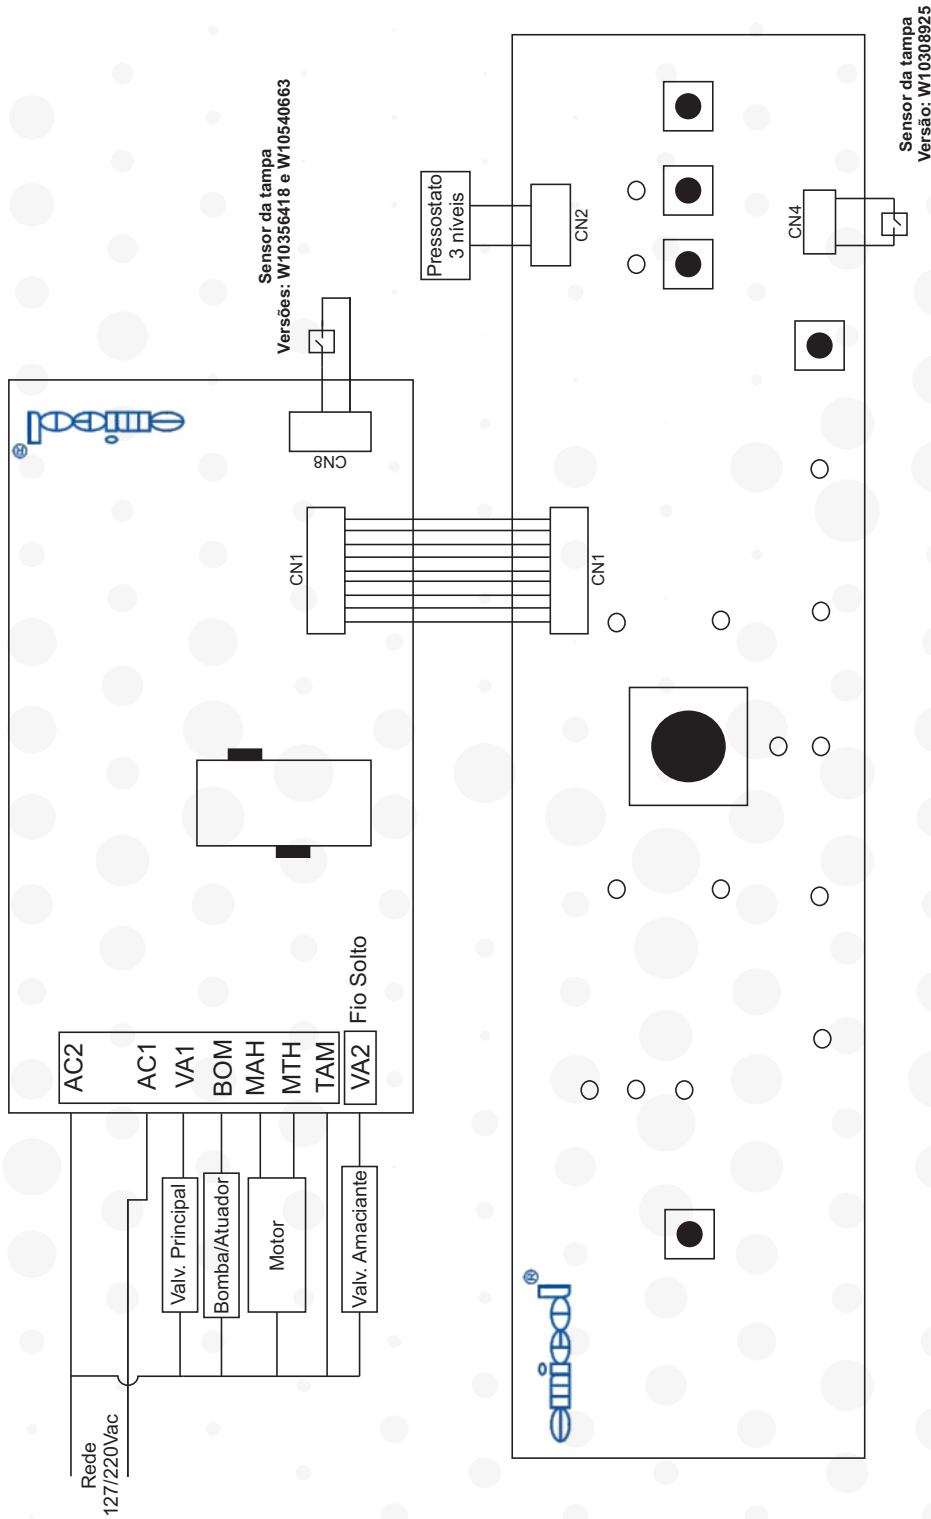 Sensor da tampa
Versões: W10356418 e W10540663
Sensor da tampa
Versão: W10308925
Pressostato
3 níveis
CN2
CN4
CN8
CN1
CN1
emicol®
AC2
AC1
VA1
BOM
MAH
MTH
TAM
VA2
Fio Solto
Valv. Principal
Bomba/Atuador
Motor
Valv. Amaciante
Rede
127/220Vac
emicol®